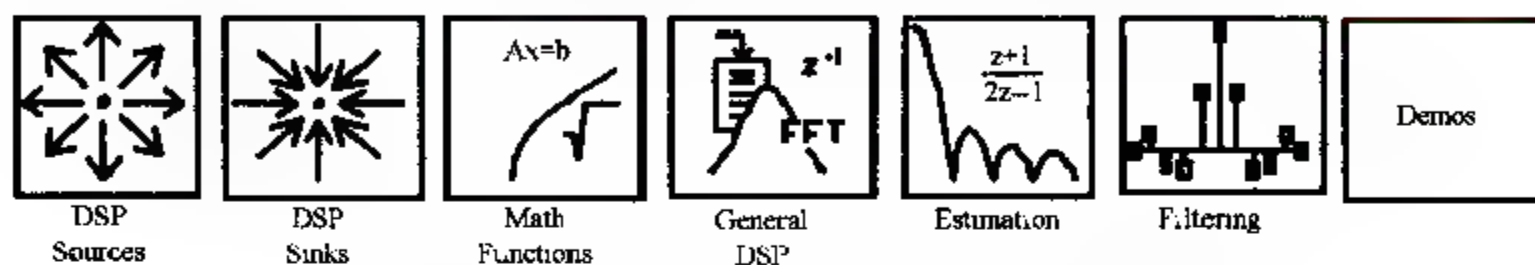 Ax=b
z⁻¹
FFT
z+1
2z-1
Demos
DSP Sources
DSP Sinks
Math Functions
General DSP
Estimation
Filtering